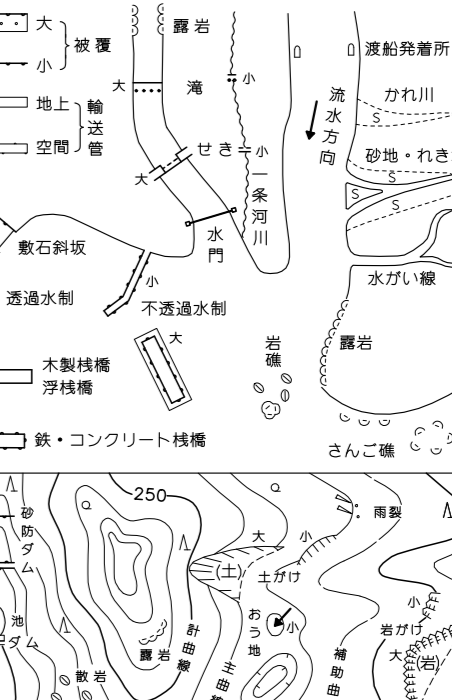 大
被覆
小
地上
輸送管
空間
露岩
大
滝
小
せき
小
大
一条河川
水門
渡船発着所
流水方向
かれ川
S
砂地・れき
S
S
S
水がい線
敷石斜坂
小
透過水制
不透過水制
大
岩礁
露岩
木製桟橋
浮桟橋
鉄・コンクリート桟橋
さんご礁
250
砂防ダム
大
小
雨裂
(土)
土がけ
おう地
小
小
岩がけ
大
(岩)
池
ダム
露岩
計曲線
主曲線
補助曲
散岩